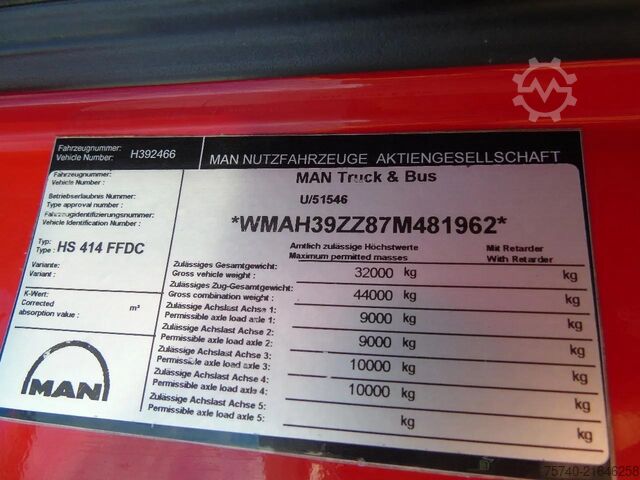 Fahrzeugnummer:
Vehicle Number: H392466
MAN NUTZFAHRZEUGE AKTIENGESELLSCHAFT
Betriebserlaubnis Nummer:
Type approval number:
Fahrzeugidentifizierungsnummer:
Vehicle Identification Number :
MAN Truck & Bus
U/51546
*WMAH39ZZ87M481962*
Typ:
Type : HS 414 FFDC
Variante:
Variant :
K-Wert:
Corrected
absorption value : m²
MAN
Amtlich zulässige Höchstwerte Mit Retarder
Maximum permitted masses With Retarder
Zulässiges Gesamtgewicht:
Gross vehicle weight : 32000 kg kg
Zulässiges Zug-Gesamtgewicht:
Gross combination weight : 44000 kg kg
Zulässige Achslast Achse 1:
Permissible axle load axle 1: 9000 kg kg
Zulässige Achslast Achse 2:
Permissible axle load axle 2: 9000 kg kg
Zulässige Achslast Achse 3:
Permissible axle load axle 3: 10000 kg kg
Zulässige Achslast Achse 4:
Permissible axle load axle 4: 10000 kg kg
Zulässige Achslast Achse 5:
Permissible axle load axle 5: kg kg
Machineseeker
75740-21646258